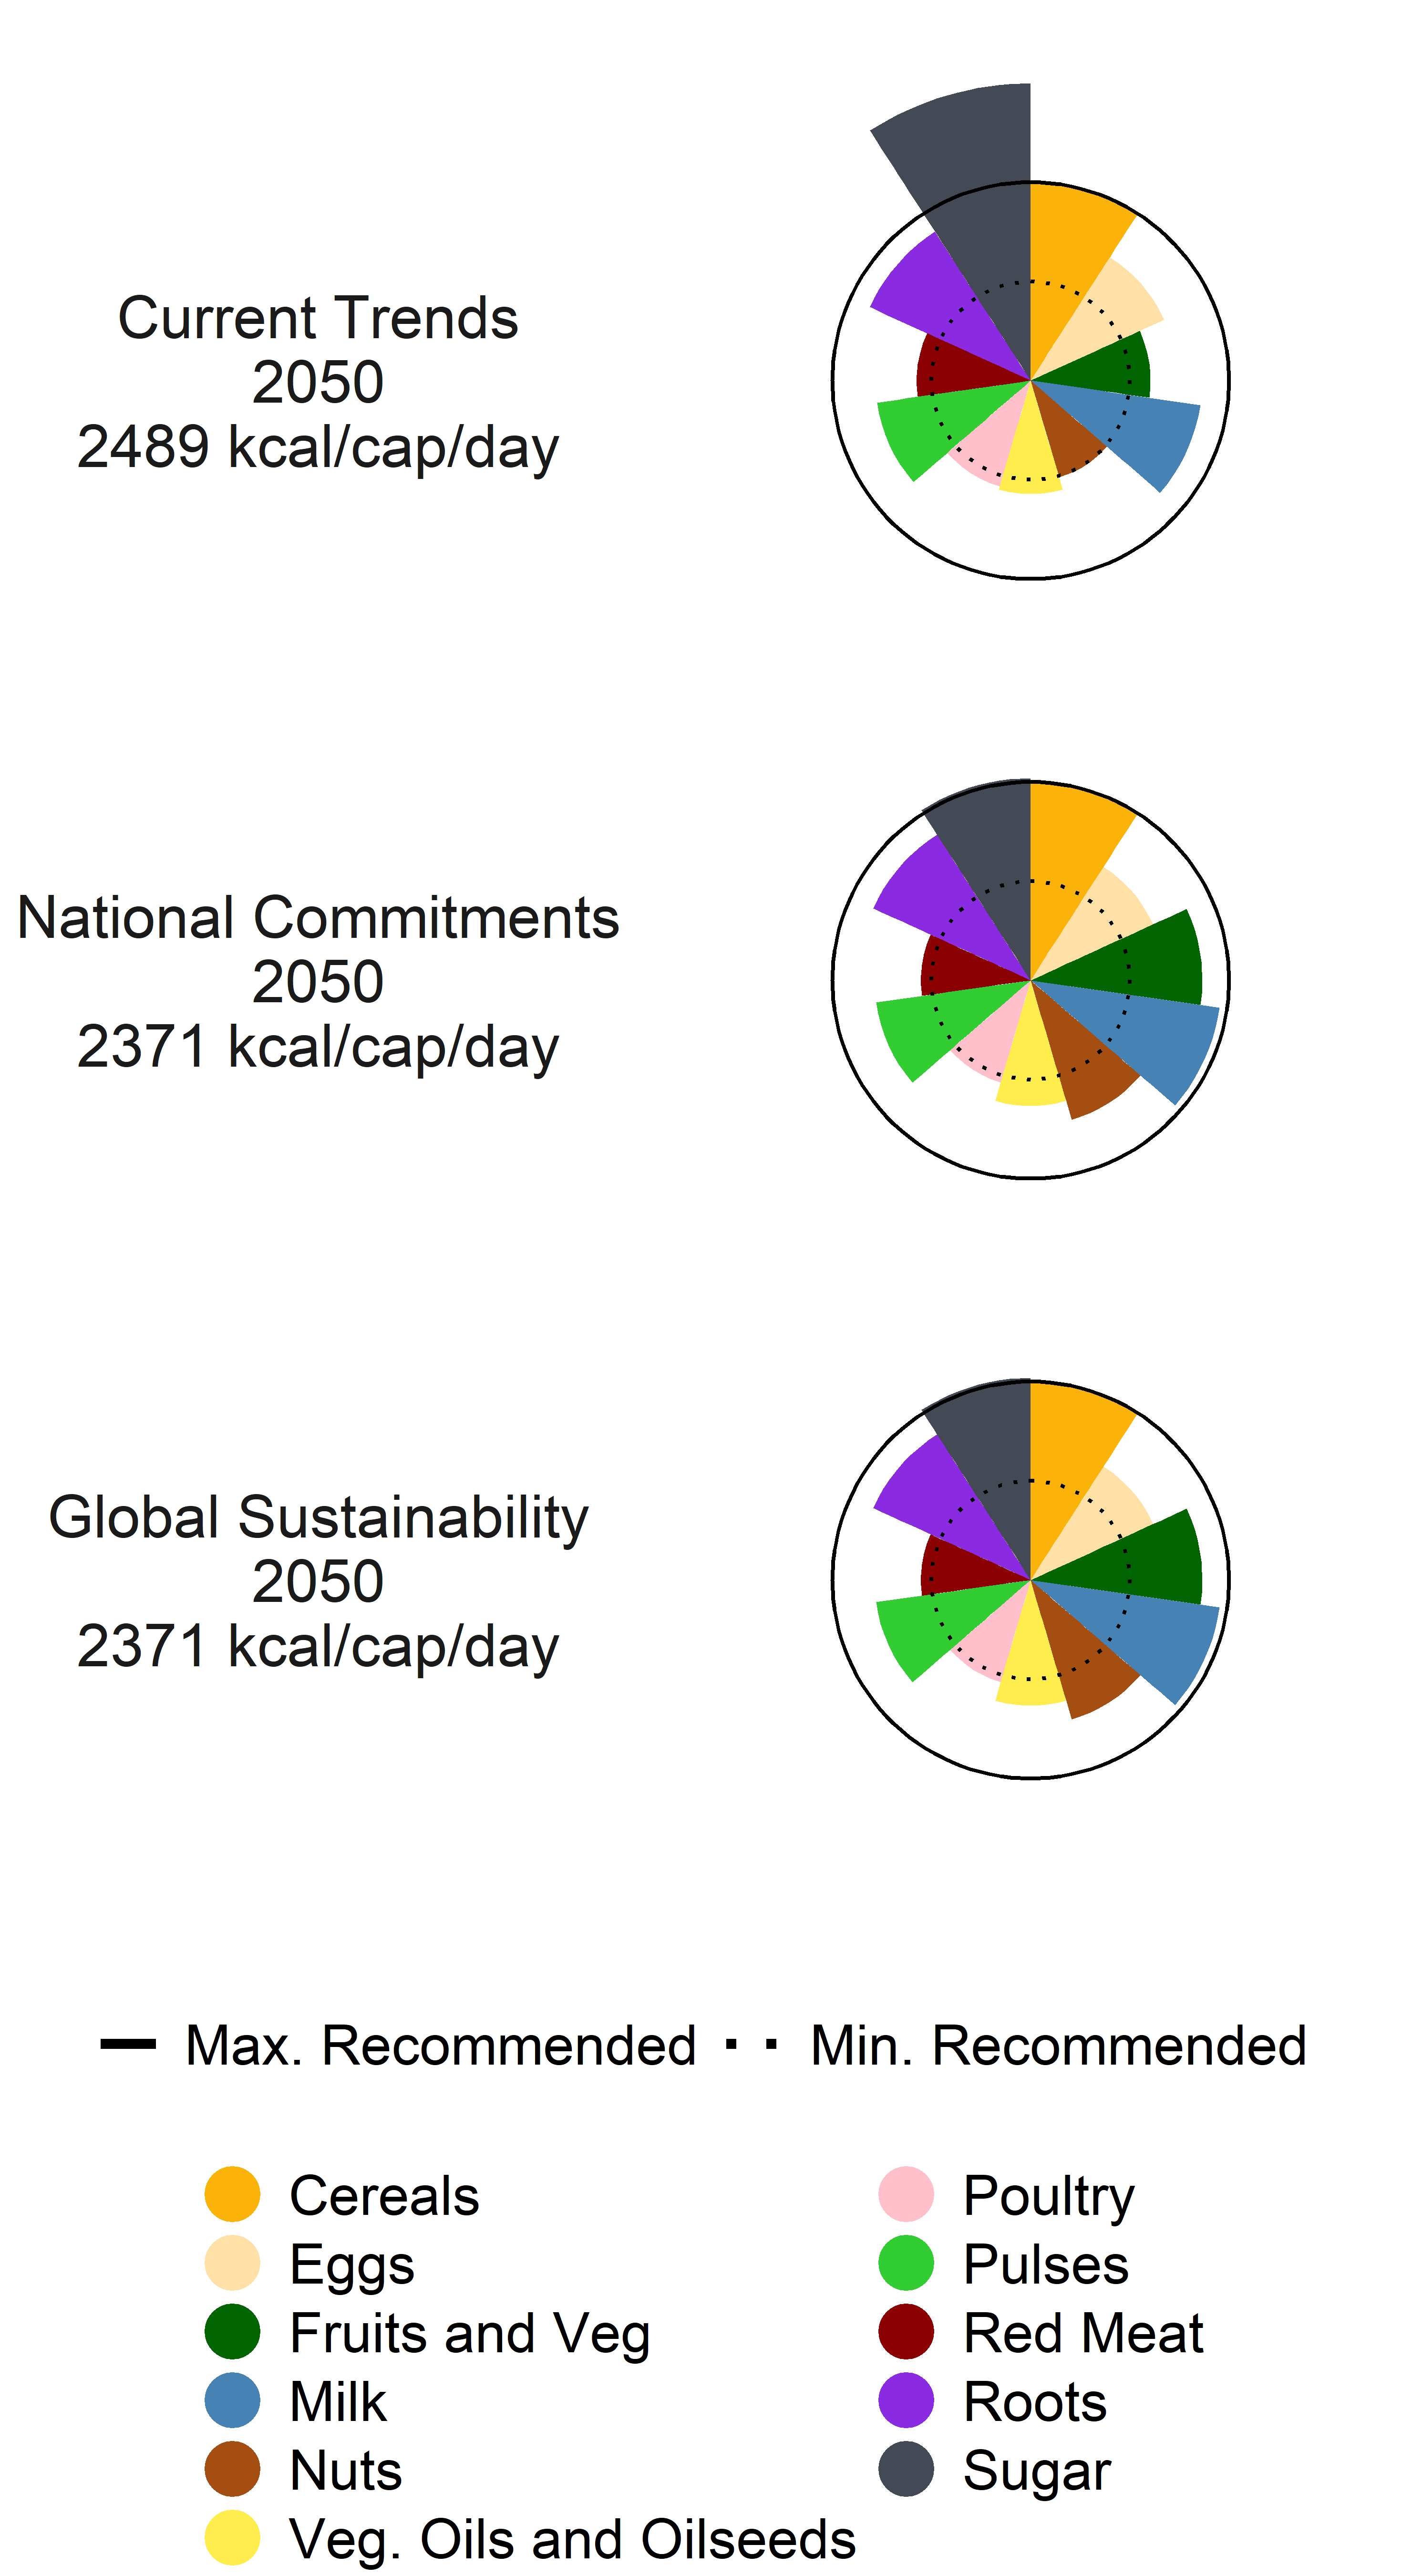 Current Trends
2050
2489 kcal/cap/day
National Commitments
2050
2371 kcal/cap/day
Global Sustainability
2050
2371 kcal/cap/day
Max. Recommended Min. Recommended
Cereals
Eggs
Fruits and Veg
Milk
Nuts
Veg. Oils and Oilseeds
Poultry
Pulses
Red Meat
Roots
Sugar